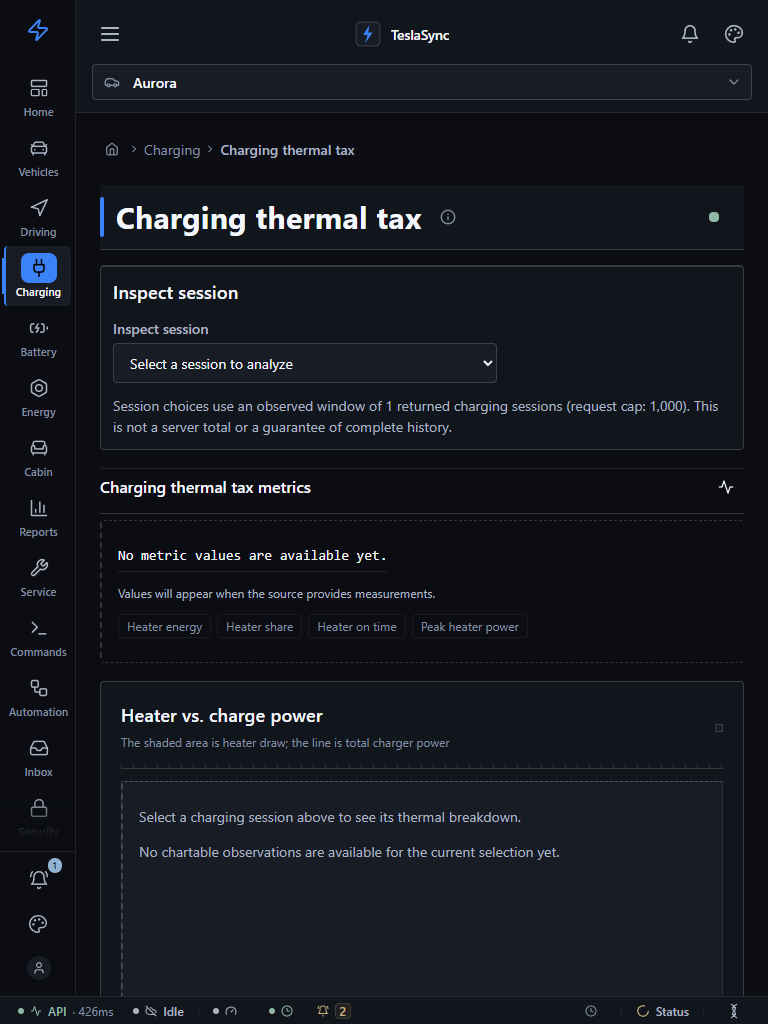 TeslaSync
Aurora
Home
Vehicles
Driving
Charging
Battery
Energy
Cabin
Reports
Service
Commands
Automation
Inbox
Security
1
Charging
Charging thermal tax
Charging thermal tax
Inspect session
Inspect session
Select a session to analyze
Session choices use an observed window of 1 returned charging sessions (request cap: 1,000). This
is not a server total or a guarantee of complete history.
Charging thermal tax metrics
No metric values are available yet.
Values will appear when the source provides measurements.
Heater energy
Heater share
Heater on time
Peak heater power
Heater vs. charge power
The shaded area is heater draw; the line is total charger power
Select a charging session above to see its thermal breakdown.
No chartable observations are available for the current selection yet.
API · 426ms
Idle
2
Status